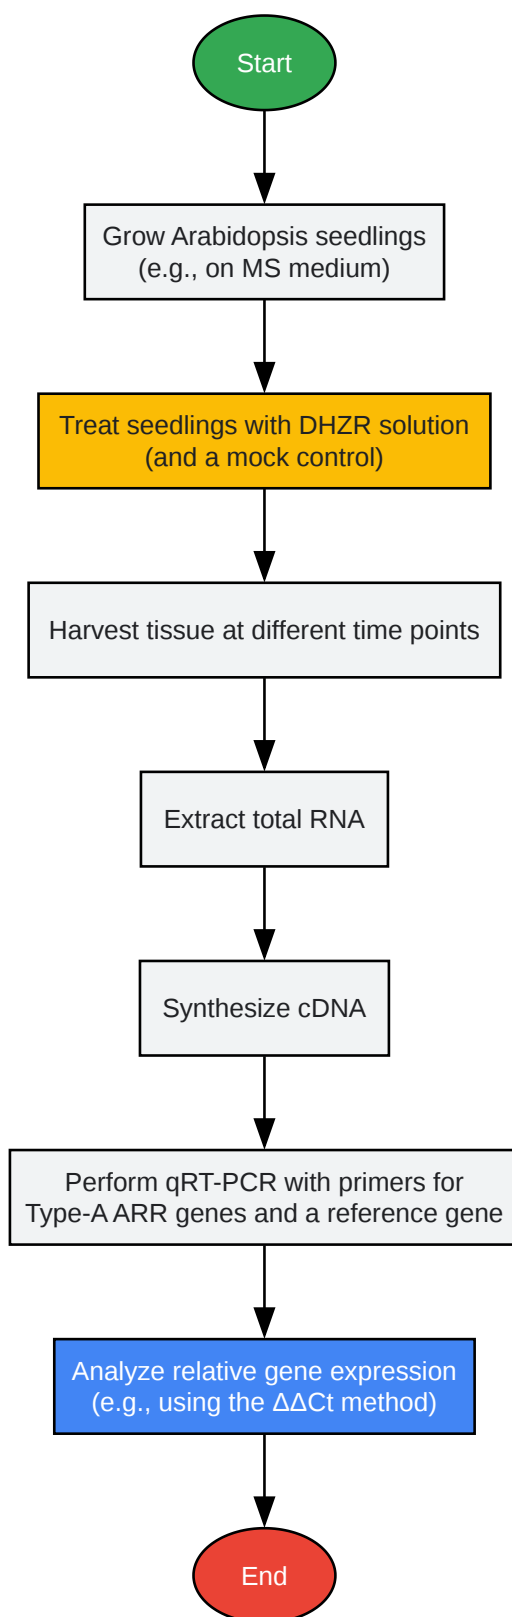 Start
Grow Arabidopsis seedlings
(e.g., on MS medium)
Treat seedlings with DHZR solution
(and a mock control)
Harvest tissue at different time points
Extract total RNA
Synthesize cDNA
Perform qRT-PCR with primers for
Type-A ARR genes and a reference gene
Analyze relative gene expression
(e.g., using the ΔΔCt method)
End